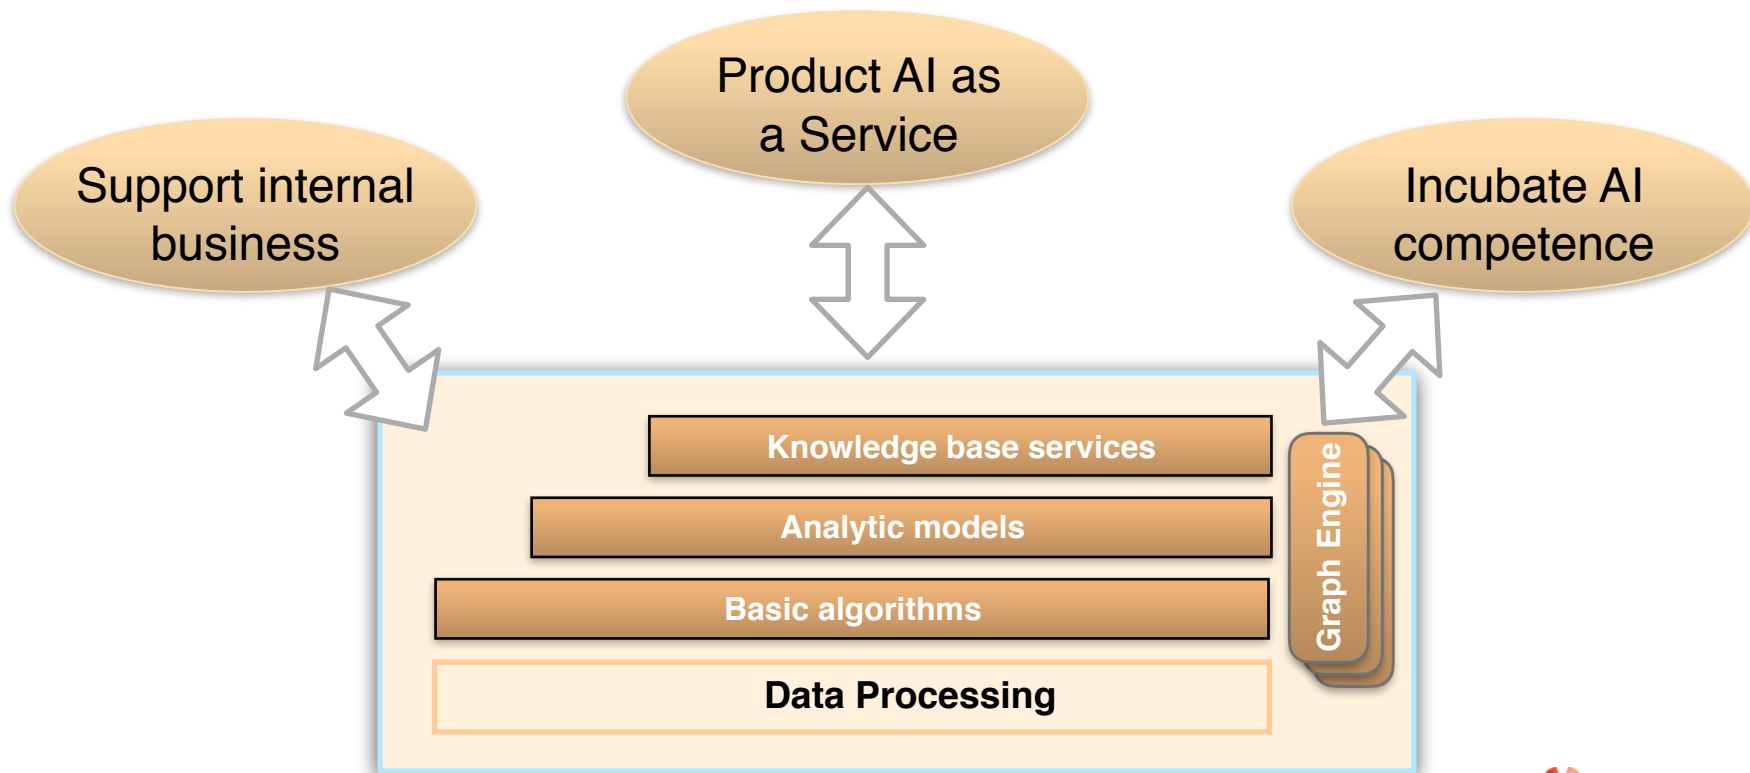 Product AI as
a Service
Support internal
business
Incubate AI
competence
Knowledge base services
Analytic models
Basic algorithms
Data Processing
Graph Engine